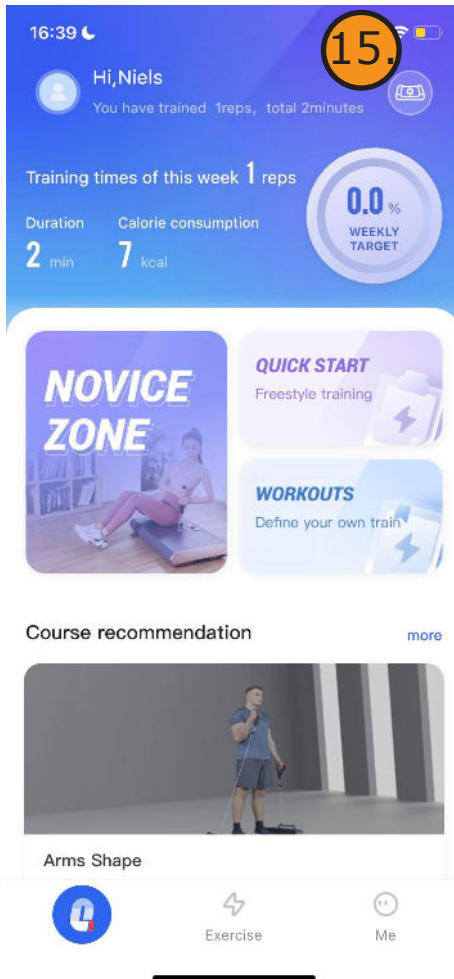 16:39
15.
Hi,Niels
You have trained 1reps, total 2minutes
Training times of this week 1 reps
Duration Calorie consumption
2 min 7 kcal
0.0 %
WEEKLY
TARGET
NOVICE
ZONE
QUICK START
Freestyle training
WORKOUTS
Define your own train
Course recommendation
more
Arms Shape
Exercise
Me